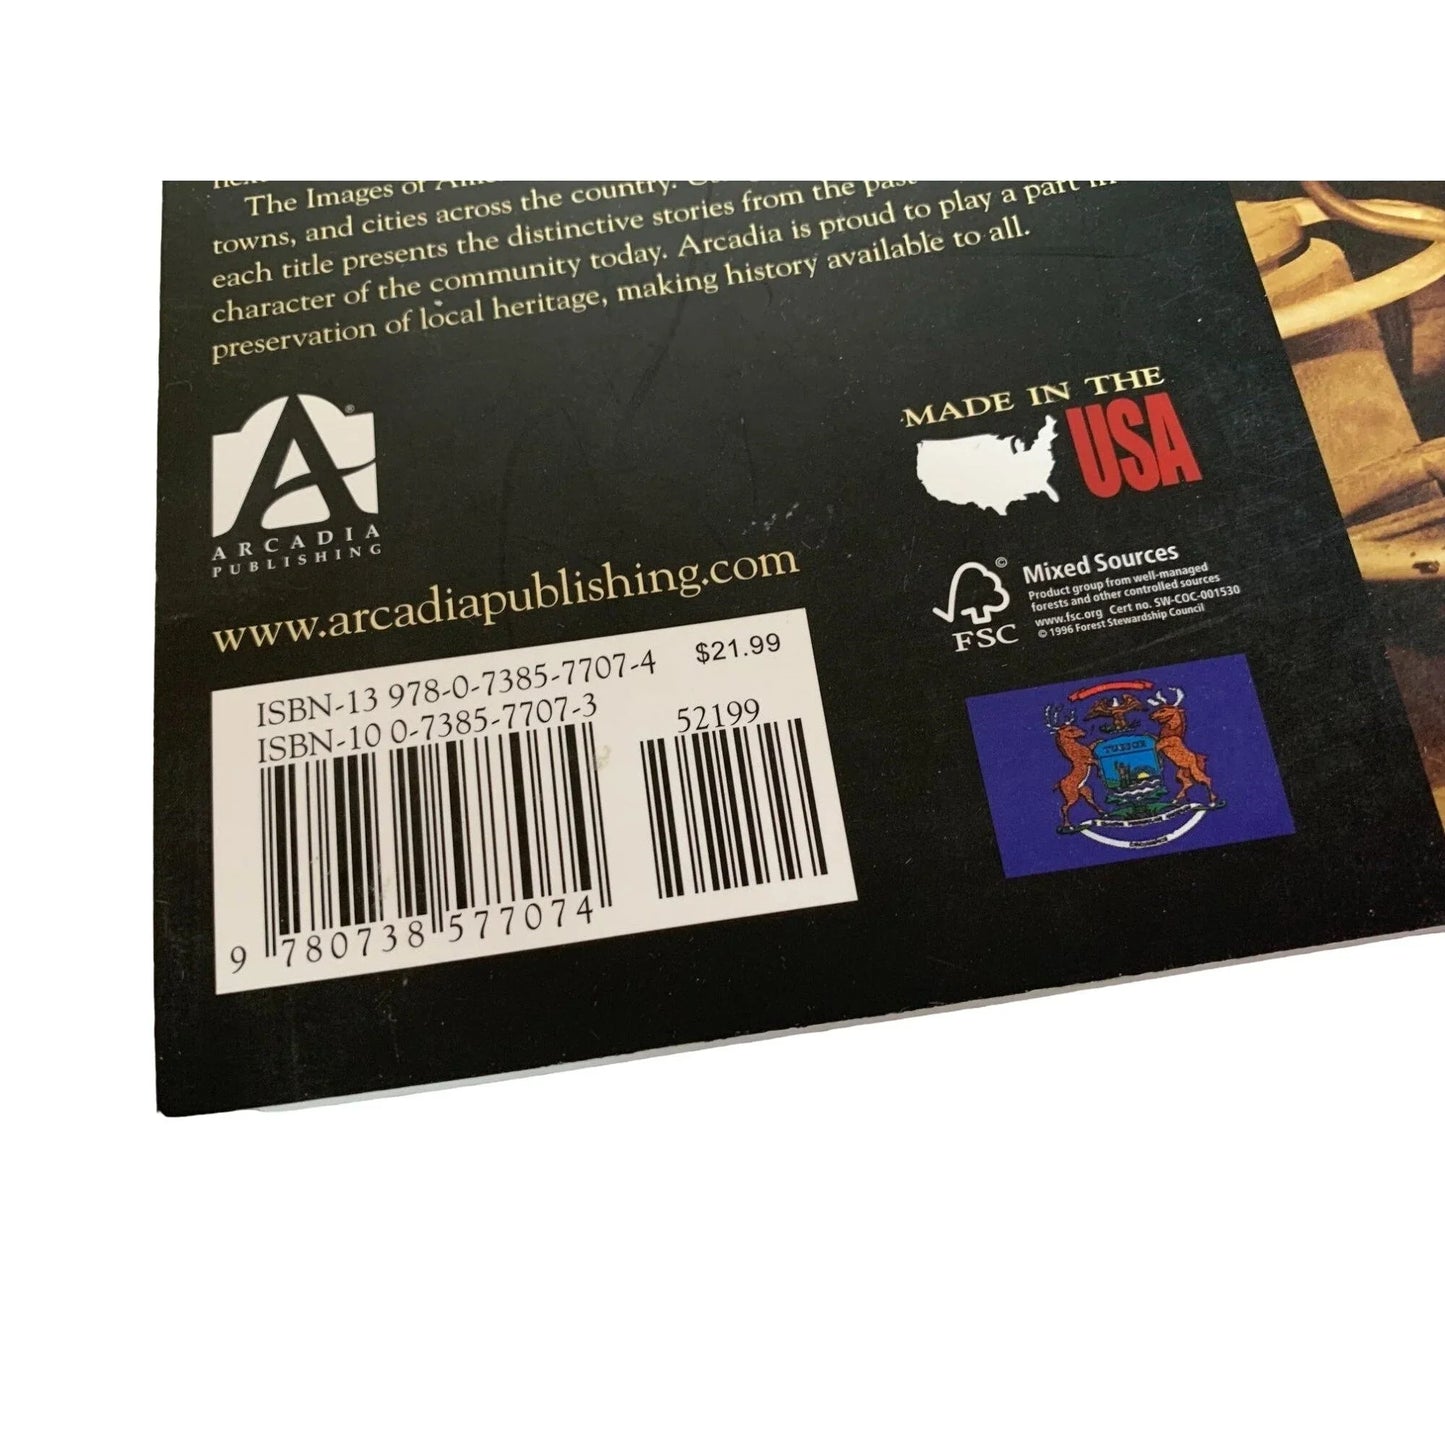 The Images of
towns, and cities across the country.
each title presents the distinctive stories from the past
character of the community today. Arcadia is proud to play a part in
preservation of local heritage, making history available to all.
ARCADIA
PUBLISHING
www.arcadiapublishing.com
MADE IN THE
USA
©
FSC
Mixed Sources
Product group from well-managed
forests and other controlled sources
www.fsc.org Cert no. SW-COC-001530
© 1996 Forest Stewardship Council
ISBN-13 978-0-7385-7707-4
$21.99
ISBN-10 0-7385-7707-3
52199
9 780738 577074
TUEBOR